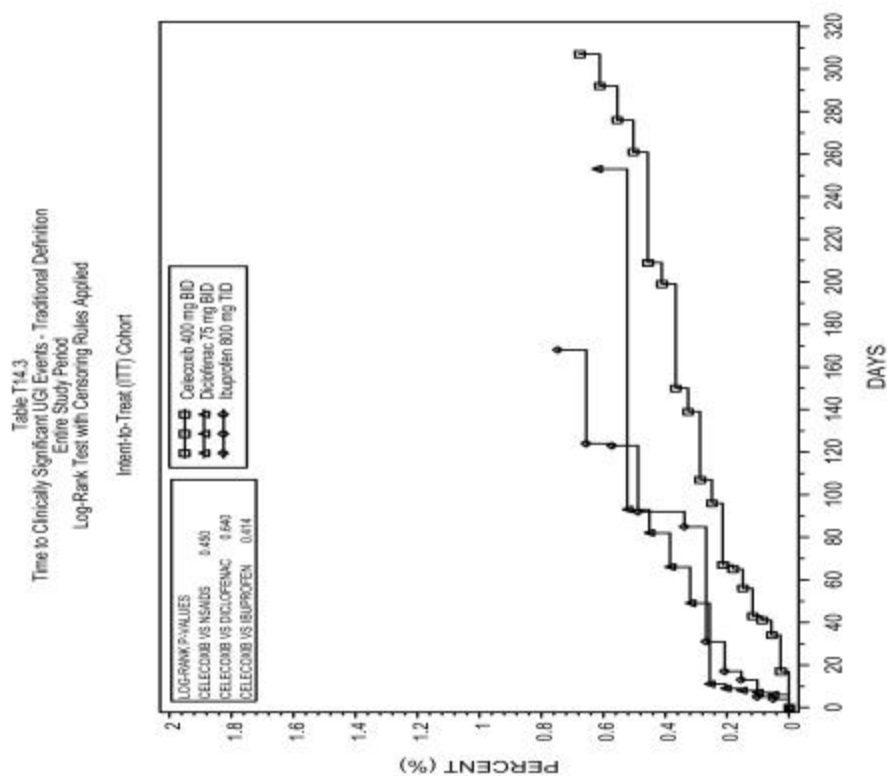 Table T14.3
Time to Clinically Significant UGI Events - Traditional Definition
Entire Study Period
Log-Rank Test with Censoring Rules Applied
Intent-to-Treat (ITT) Cohort
LOG-RANK P-VALUES
CELECOXIB VS NSAIDS 0.450
CELECOXIB VS DICLOFENAC 0.640
CELECOXIB VS IBUPROFEN 0.414
Celecoxib 400 mg BID
Diclofenac 75 mg BID
Ibuprofen 800 mg TID
PERCENT (%)
2
1.8
1.6
1.4
1.2
1
0.8
0.6
0.4
0.2
0
0 20 40 60 80 100 120 140 160 180 200 220 240 260 280 300 320
DAYS